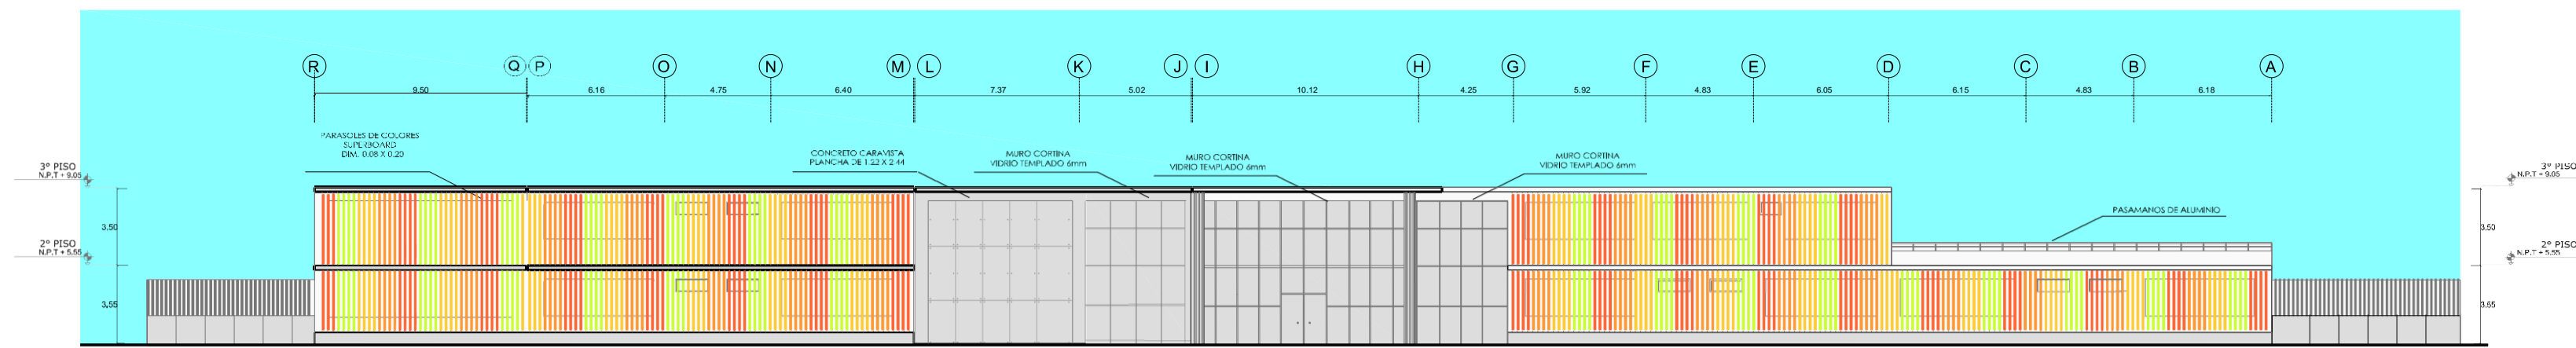 R Q P O N M L K J I H G F E D C B A
9.50 6.16 4.75 6.40 7.37 5.02 10.12 4.25 5.92 4.83 6.05 6.15 4.83 6.18
PARASOLES DE COLORES
SUPERBOARD
DIM. 0.08 X 0.20
CONCRETO CARAVISTA
PLANCHA DE 1.22 X 2.44
MURO CORTINA
VIDRIO TEMPLADO 6mm
MURO CORTINA
VIDRIO TEMPLADO 6mm
MURO CORTINA
VIDRIO TEMPLADO 6mm
PASAMANOS DE ALUMINIO
3º PISO
N.P.T + 9.05
3.50
2º PISO
N.P.T + 5.55
3.55
3º PISO
N.P.T + 9.05
3.50
2º PISO
N.P.T + 5.55
3.55